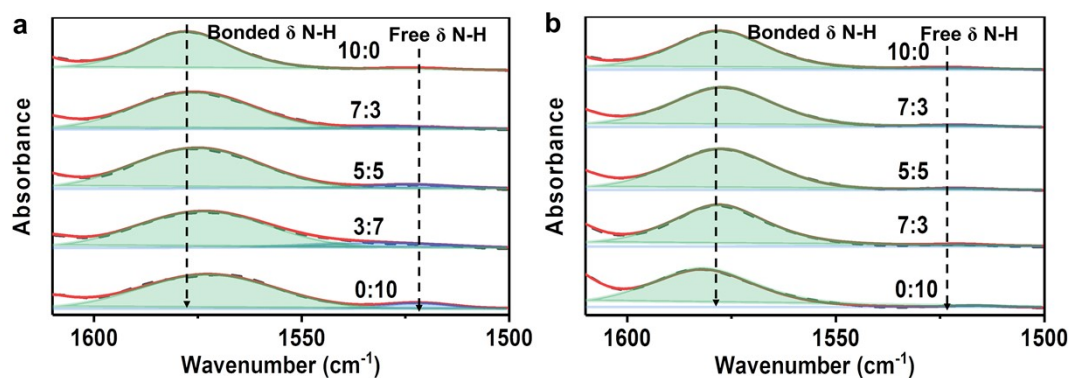 a
Bonded δ N-H
Free δ N-H
10:0
7:3
5:5
3:7
0:10
Absorbance
1600
1550
1500
Wavenumber (cm⁻¹)
b
Bonded δ N-H
Free δ N-H
10:0
7:3
5:5
7:3
0:10
Absorbance
1600
1550
1500
Wavenumber (cm⁻¹)